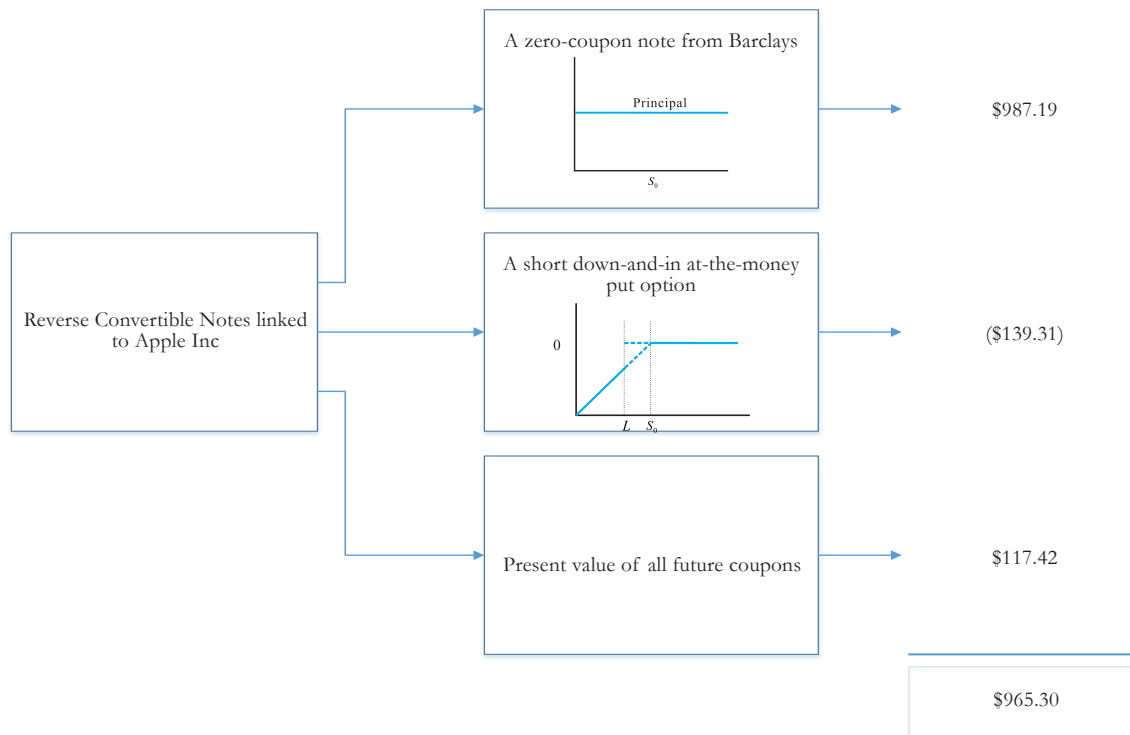 A zero-coupon note from Barclays
Principal
S₀
$987.19
Reverse Convertible Notes linked
to Apple Inc
A short down-and-in at-the-money
put option
0
L S₀
($139.31)
Present value of all future coupons
$117.42
$965.30